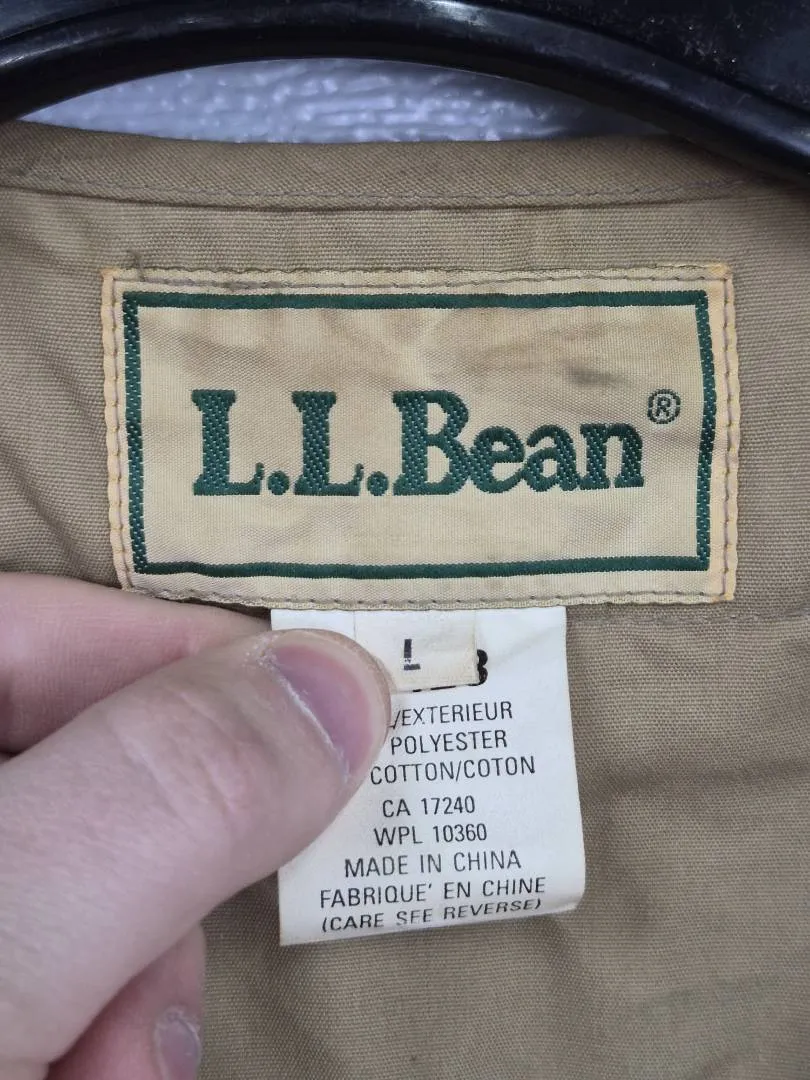 L.L.Bean®
L
/EXTERIEUR
POLYESTER
COTTON/COTON
CA 17240
WPL 10360
MADE IN CHINA
FABRIQUE' EN CHINE
(CARE SEE REVERSE)